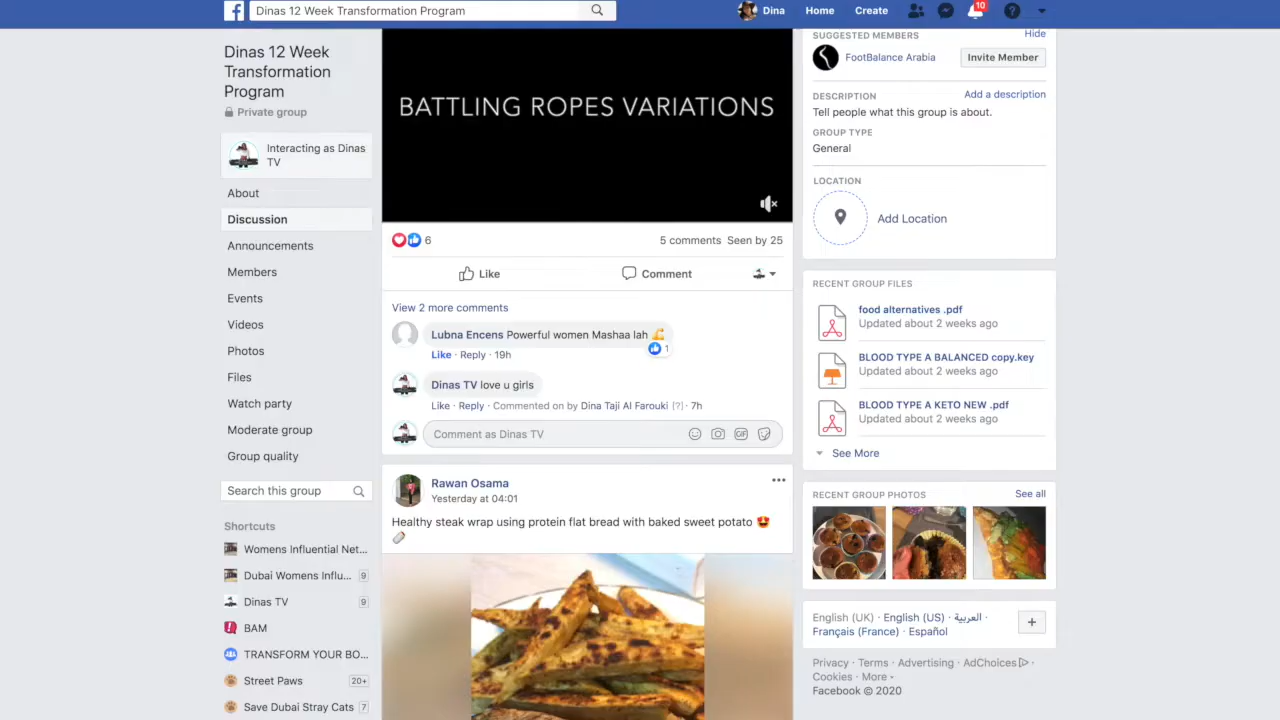 Dinas 12 Week Transformation Program
Dina
Home
Create
10
Dinas 12 Week
Transformation
Program
Private group
Interacting as Dinas
TV
About
Discussion
Announcements
Members
Events
Videos
Photos
Files
Watch party
Moderate group
Group quality
Search this group
Shortcuts
Womens Influential Net...
Dubai Womens Influ... 9
Dinas TV 9
BAM
TRANSFORM YOUR BO...
Street Paws 20+
Save Dubai Stray Cats 7
BATTLING ROPES VARIATIONS
6
5 comments Seen by 25
Like
Comment
View 2 more comments
Lubna Encens Powerful women Mashaa lah 💪
1
Like · Reply · 19h
Dinas TV love u girls
Like · Reply · Commented on by Dina Taji Al Farouki [?] · 7h
Comment as Dinas TV
GIF
Rawan Osama
Yesterday at 04:01
Healthy steak wrap using protein flat bread with baked sweet potato 🤩
🌯
SUGGESTED MEMBERS
Hide
FootBalance Arabia
Invite Member
DESCRIPTION
Add a description
Tell people what this group is about.
GROUP TYPE
General
LOCATION
Add Location
RECENT GROUP FILES
food alternatives .pdf
Updated about 2 weeks ago
BLOOD TYPE A BALANCED copy.key
Updated about 2 weeks ago
BLOOD TYPE A KETO NEW .pdf
Updated about 2 weeks ago
See More
RECENT GROUP PHOTOS
See all
English (UK) · English (US) · العربية ·
Français (France) · Español
Privacy · Terms · Advertising · AdChoices ·
Cookies · More
Facebook © 2020